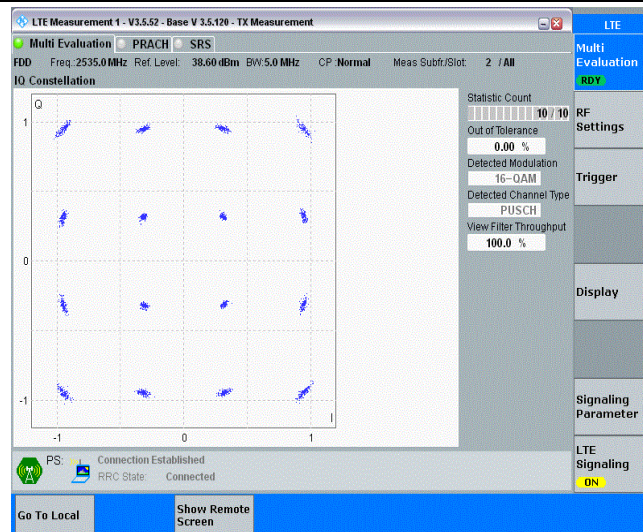 LTE Measurement 1 - V3.5.52 - Base V 3.5.120 - TX Measurement
LTE
Multi Evaluation PRACH SRS
FDD Freq.:2535.0 MHz Ref. Level: 38.60 dBm BW:5.0 MHz CP :Normal Meas Subfr./Slot: 2 / All
IQ Constellation
Q
1
0
-1
-1 0 1
I
Statistic Count
10 / 10
Out of Tolerance
0.00 %
Detected Modulation
16-QAM
Detected Channel Type
PUSCH
View Filter Throughput
100.0 %
Multi
Evaluation
RDY
RF
Settings
Trigger
Display
Signaling
Parameter
LTE
Signaling
ON
PS: Connection Established
RRC State: Connected
Go To Local
Show Remote
Screen